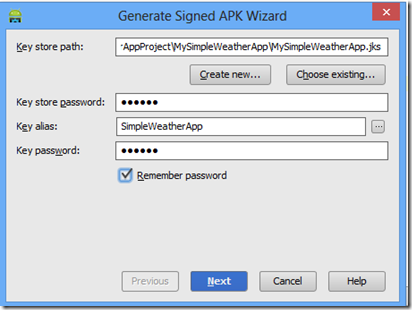 Generate Signed APK Wizard
Key store path: rAppProject\MySimpleWeatherApp\MySimpleWeatherApp.jks
Create new... Choose existing...
Key store password: ••••••
Key alias: SimpleWeatherApp ...
Key password: ••••••
Remember password
Previous Next Cancel Help